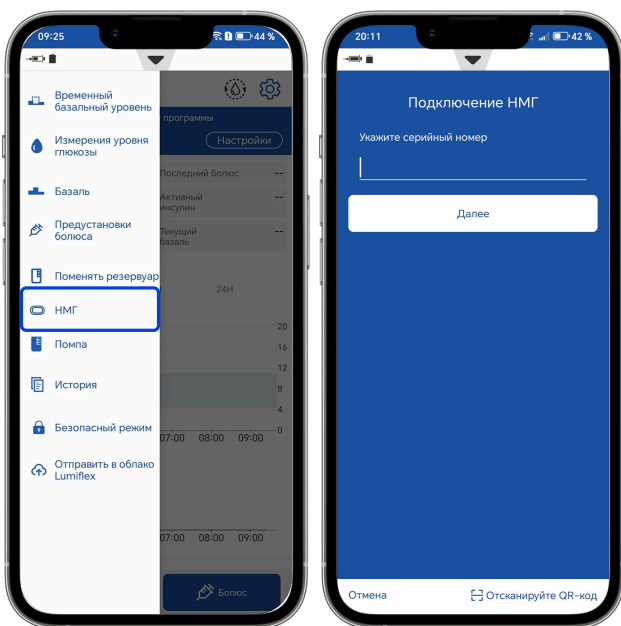 09:25
44 %
Временный
базальный уровень
Измерения уровня
глюкозы
Базаль
Предустановки
болюса
Поменять резервуар
НМГ
Помпа
История
Безопасный режим
Отправить в облако
Lumiflex
программы
Настройки
Последний болюс --
Активный
инсулин --
Текущий
базаль --
24H
20
16
12
8
4
0
07:00 08:00 09:00
07:00 08:00 09:00
Болюс
20:11
42 %
Подключение НМГ
Укажите серийный номер
Далее
Отмена
Отсканируйте QR-код